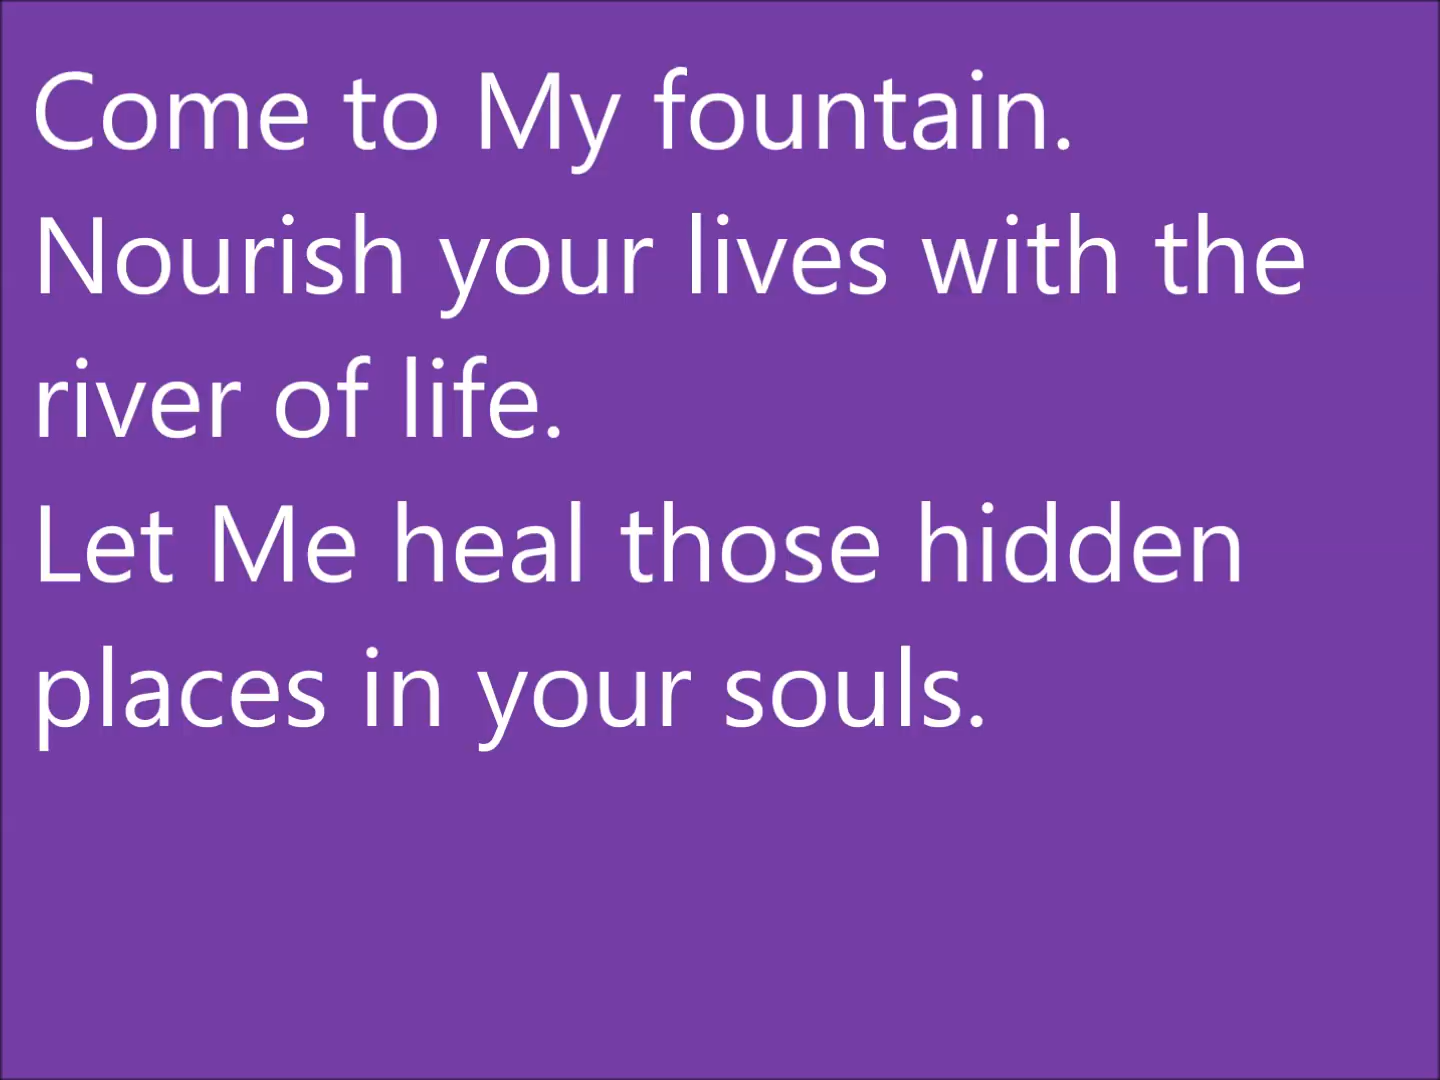 Come to My fountain.
Nourish your lives with the
river of life.
Let Me heal those hidden
places in your souls.